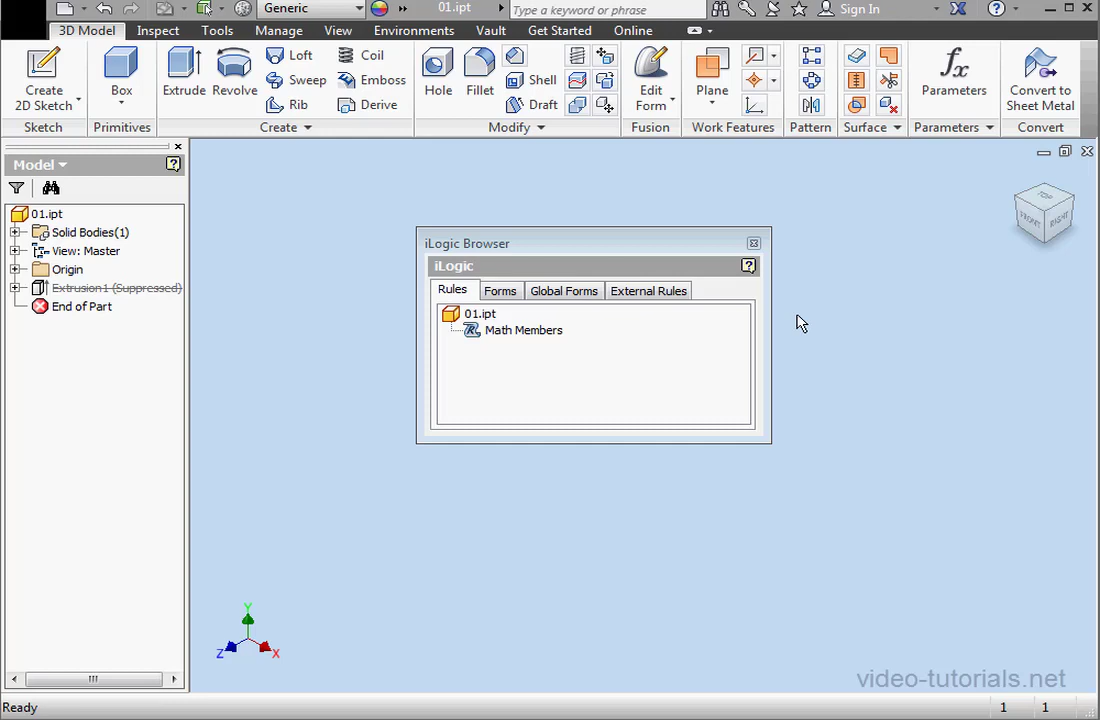 Generic
01.ipt
Type a keyword or phrase
Sign In
3D Model
Inspect
Tools
Manage
View
Environments
Vault
Get Started
Online
Create
2D Sketch
Box
Extrude
Revolve
Loft
Sweep
Rib
Coil
Emboss
Derive
Hole
Fillet
Shell
Draft
Edit
Form
Plane
Parameters
Convert to
Sheet Metal
Sketch
Primitives
Create
Modify
Fusion
Work Features
Pattern
Surface
Parameters
Convert
Model
01.ipt
Solid Bodies(1)
View: Master
Origin
Extrusion1 (Suppressed)
End of Part
iLogic Browser
iLogic
Rules
Forms
Global Forms
External Rules
01.ipt
Math Members
TOP
FRONT
RIGHT
Y
Z
X
video-tutorials.net
Ready
1
1